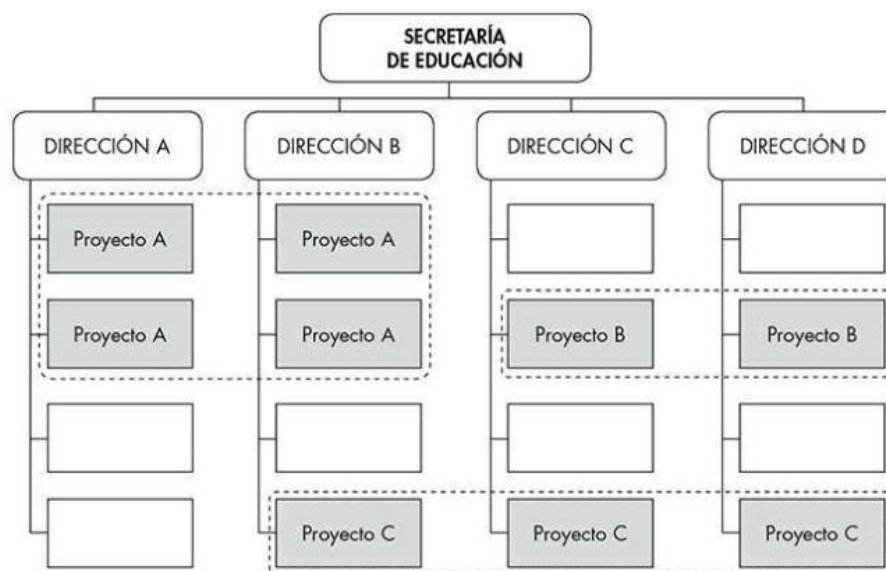 SECRETARÍA
DE EDUCACIÓN
DIRECCIÓN A
DIRECCIÓN B
DIRECCIÓN C
DIRECCIÓN D
Proyecto A
Proyecto A
Proyecto A
Proyecto A
Proyecto B
Proyecto B
Proyecto C
Proyecto C
Proyecto C